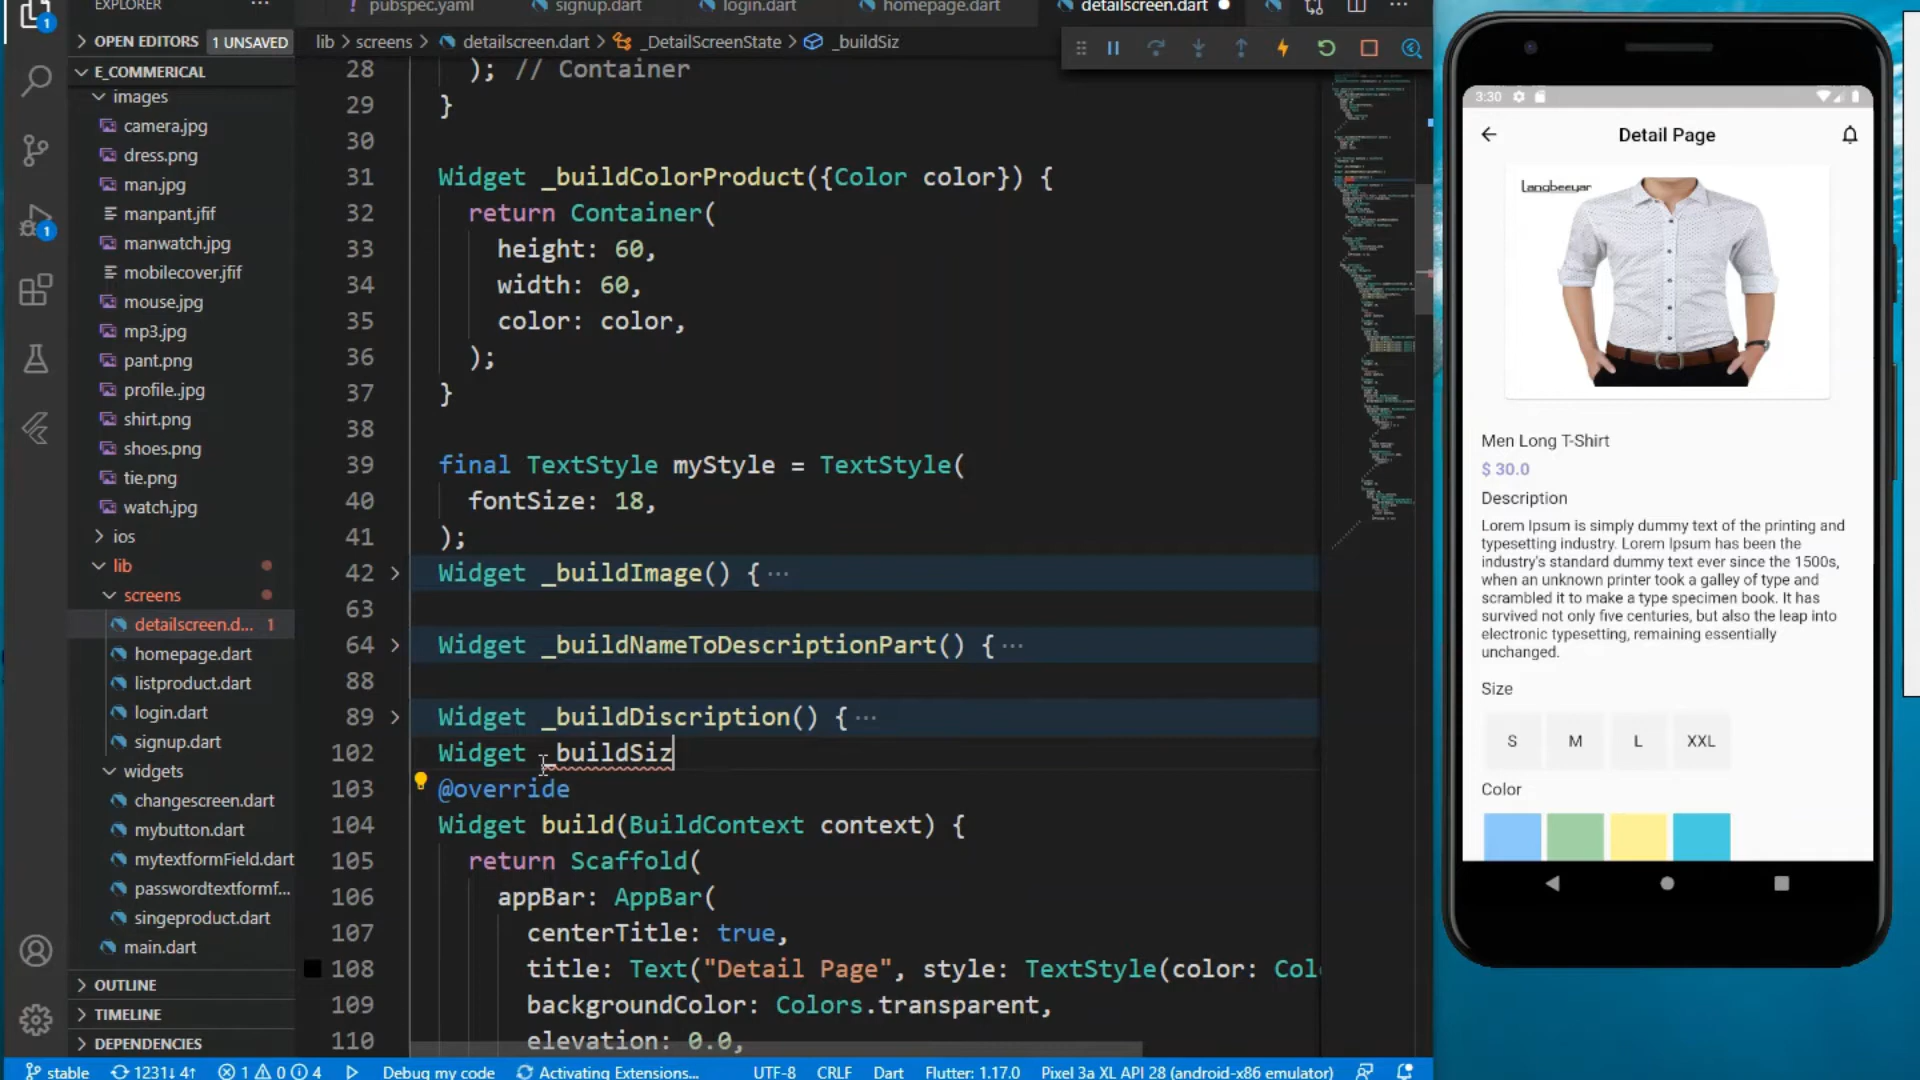 EXPLORER ···
1
OPEN EDITORS 1 UNSAVED
E_COMMERICAL
images
camera.jpg
dress.png
man.jpg
manpant.jfif
manwatch.jpg
mobilecover.jfif
mouse.jpg
mp3.jpg
pant.png
profile..jpg
shirt.png
shoes.png
tie.png
watch.jpg
ios
lib
screens
detailscreen.d... 1
homepage.dart
listproduct.dart
login.dart
signup.dart
widgets
changescreen.dart
mybutton.dart
mytextformField.dart
passwordtextformf...
singeproduct.dart
main.dart
OUTLINE
TIMELINE
DEPENDENCIES
1
! pubspec.yaml signup.dart login.dart homepage.dart detailscreen.dart
lib > screens > detailscreen.dart > _DetailScreenState > _buildSiz
28 ); // Container
29 }
30
31 Widget _buildColorProduct({Color color}) {
32 return Container(
33 height: 60,
34 width: 60,
35 color: color,
36 );
37 }
38
39 final TextStyle myStyle = TextStyle(
40 fontSize: 18,
41 );
42 Widget _buildImage() {···
63
64 Widget _buildNameToDescriptionPart() {···
88
89 Widget _buildDiscription() {···
102 Widget _buildSiz
103 @override
104 Widget build(BuildContext context) {
105 return Scaffold(
106 appBar: AppBar(
107 centerTitle: true,
108 title: Text("Detail Page", style: TextStyle(color: Col
109 backgroundColor: Colors.transparent,
110 elevation: 0.0,
stable 1231↓ 4↑ 1 0 4 Debug my code Activating Extensions... UTF-8 CRLF Dart Flutter: 1.17.0 Pixel 3a XL API 28 (android-x86 emulator)
3:30
Detail Page
Langbeeyar
Men Long T-Shirt
$ 30.0
Description
Lorem Ipsum is simply dummy text of the printing and
typesetting industry. Lorem Ipsum has been the
industry's standard dummy text ever since the 1500s,
when an unknown printer took a galley of type and
scrambled it to make a type specimen book. It has
survived not only five centuries, but also the leap into
electronic typesetting, remaining essentially
unchanged.
Size
S M L XXL
Color